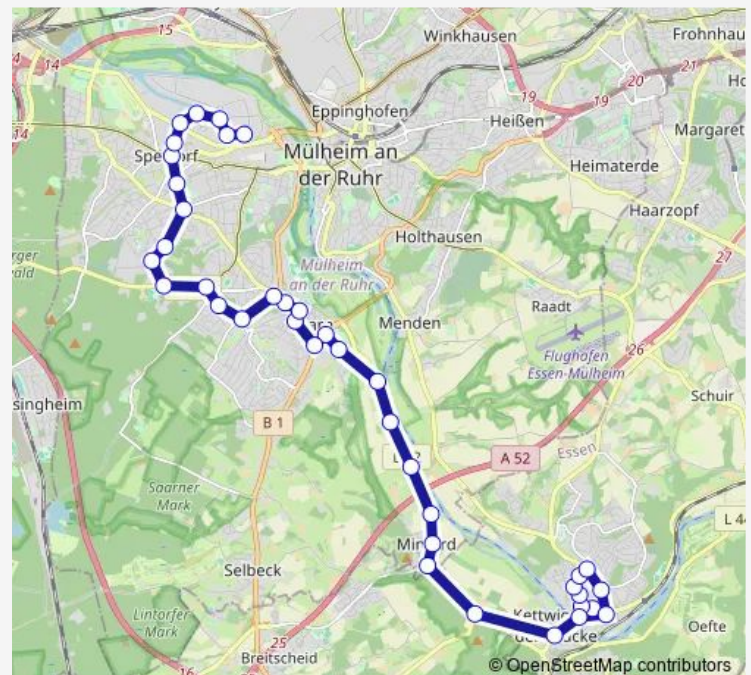 15
Winkhausen
Frohnhau
4
14
14
Eppinghofen
19
19
20
21
Heißen
Mülheim an
der Ruhr
Margaret
Heimaterde
Haarzopf
Holthausen
27
Mülheim
an der Ruhr
Raadt
Menden
Flughafen
Essen-Mülheim
26
singheim
Schuir
B 1
A 52
Essen
Saarner
Mark
Selbeck
Lintorfer
Mark
25
Breitscheid
16
Oefte
© OpenStreetMap contributors